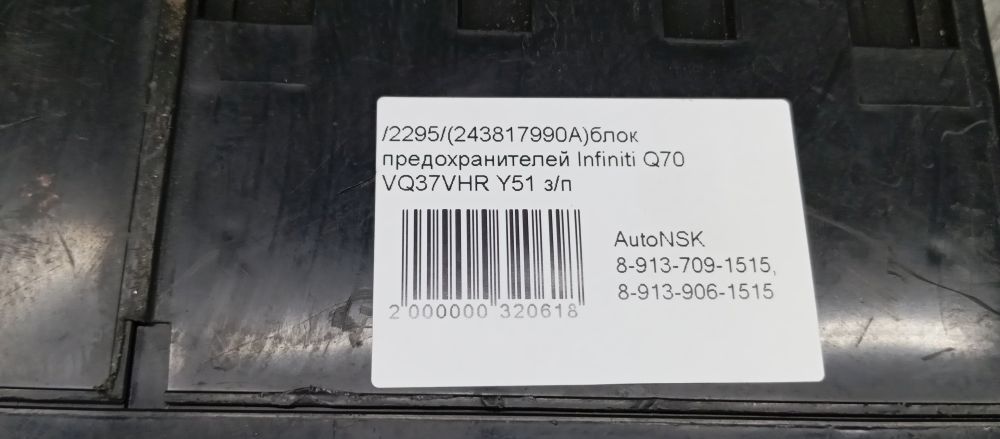 /2295/(243817990A)блок
предохранителей Infiniti Q70
VQ37VHR Y51 з/п
AutoNSK
8-913-709-1515,
8-913-906-1515
2 000000 320618